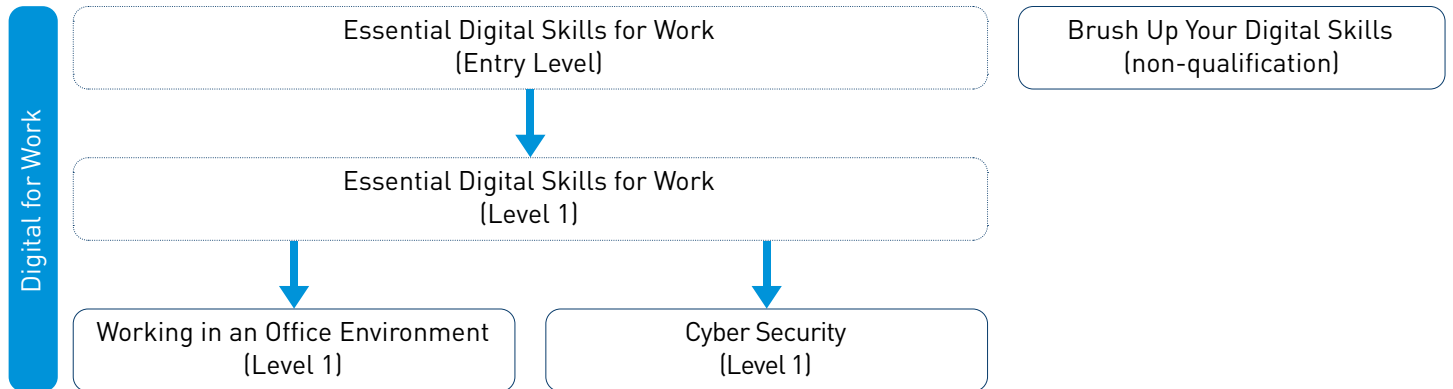 Digital for Work
Essential Digital Skills for Work
(Entry Level)
Brush Up Your Digital Skills
(non-qualification)
Essential Digital Skills for Work
(Level 1)
Working in an Office Environment
(Level 1)
Cyber Security
(Level 1)